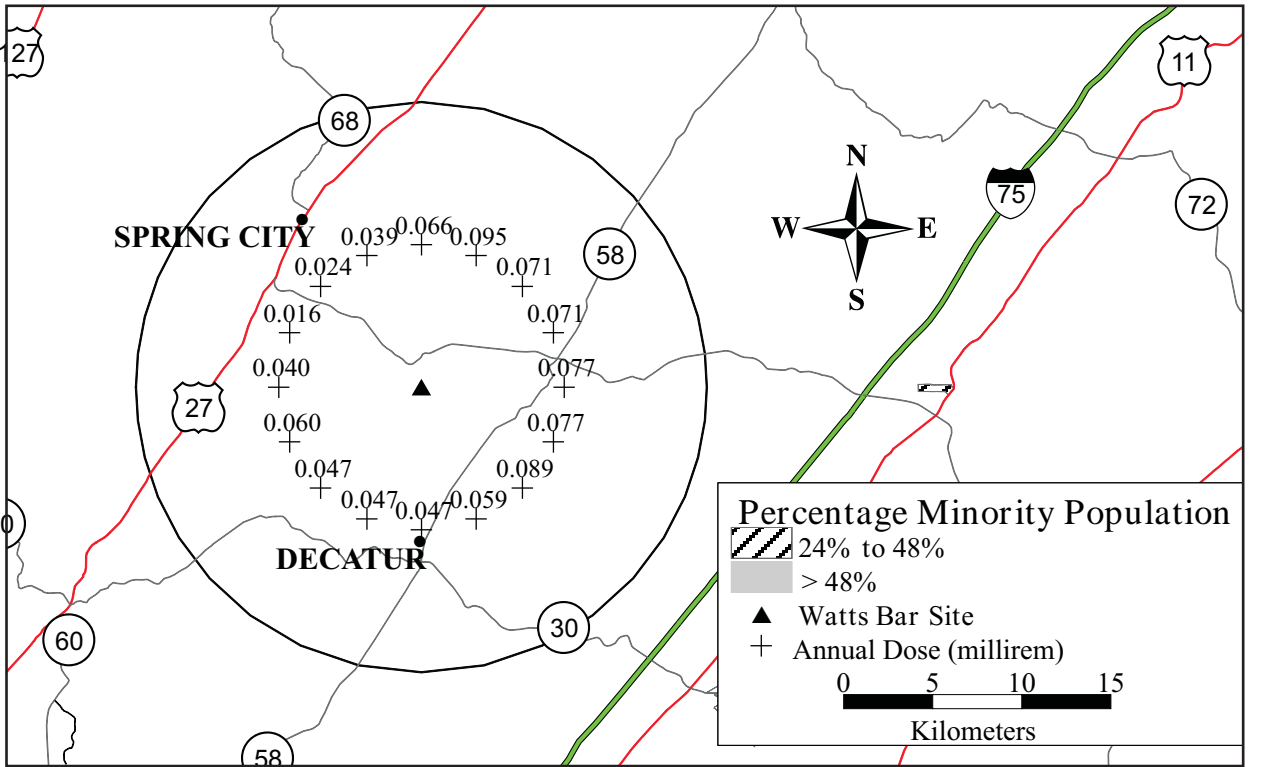 127
11
68
N
75
72
W
E
SPRING CITY
0.039
0.066
0.095
58
S
0.024
0.071
0.016
0.071
0.040
0.077
27
0.060
0.077
0.047
0.089
0.047
0.047
0.059
0
DECATUR
60
30
58
Percentage Minority Population
24% to 48%
> 48%
Watts Bar Site
Annual Dose (millirem)
0 5 10 15
Kilometers